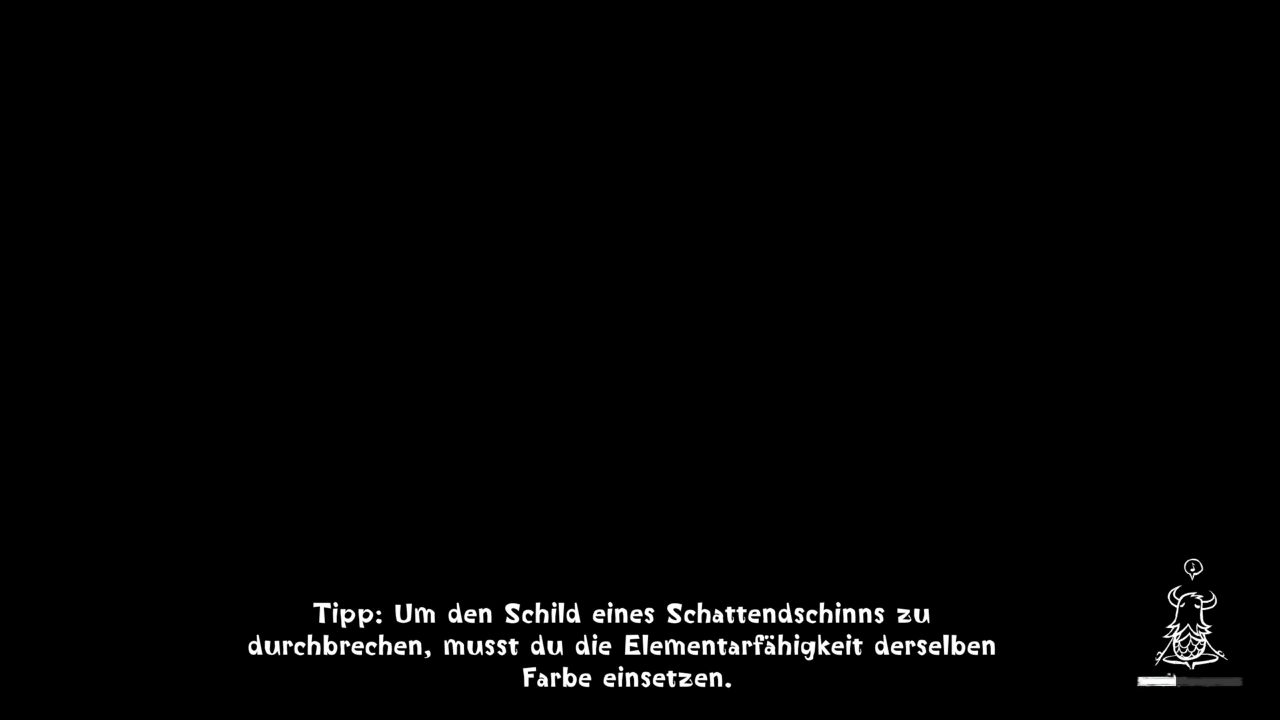 Tipp: Um den Schild eines Schattendschinns zu
durchbrechen, musst du die Elementarfähigkeit derselben
Farbe einsetzen.